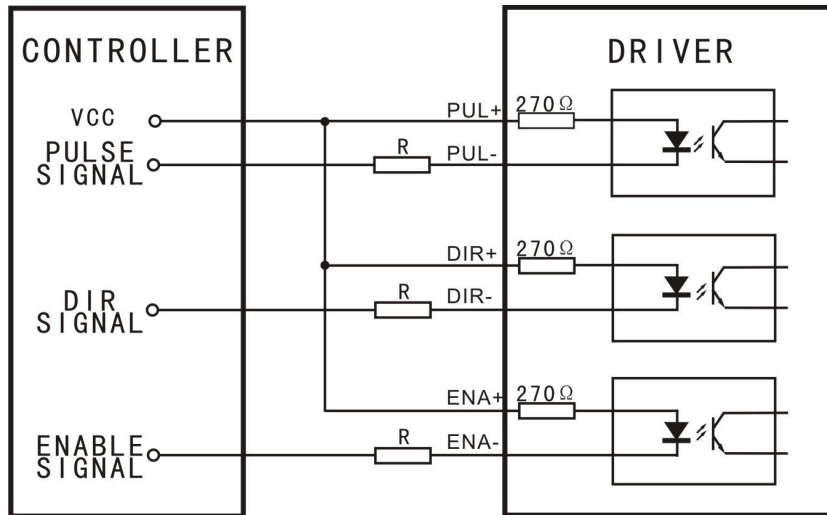 CONTROLLER
DRIVER
VCC
PUL+
270Ω
PULSE
SIGNAL
R
PUL-
DIR+
270Ω
DIR
SIGNAL
R
DIR-
ENA+
270Ω
ENABLE
SIGNAL
R
ENA-